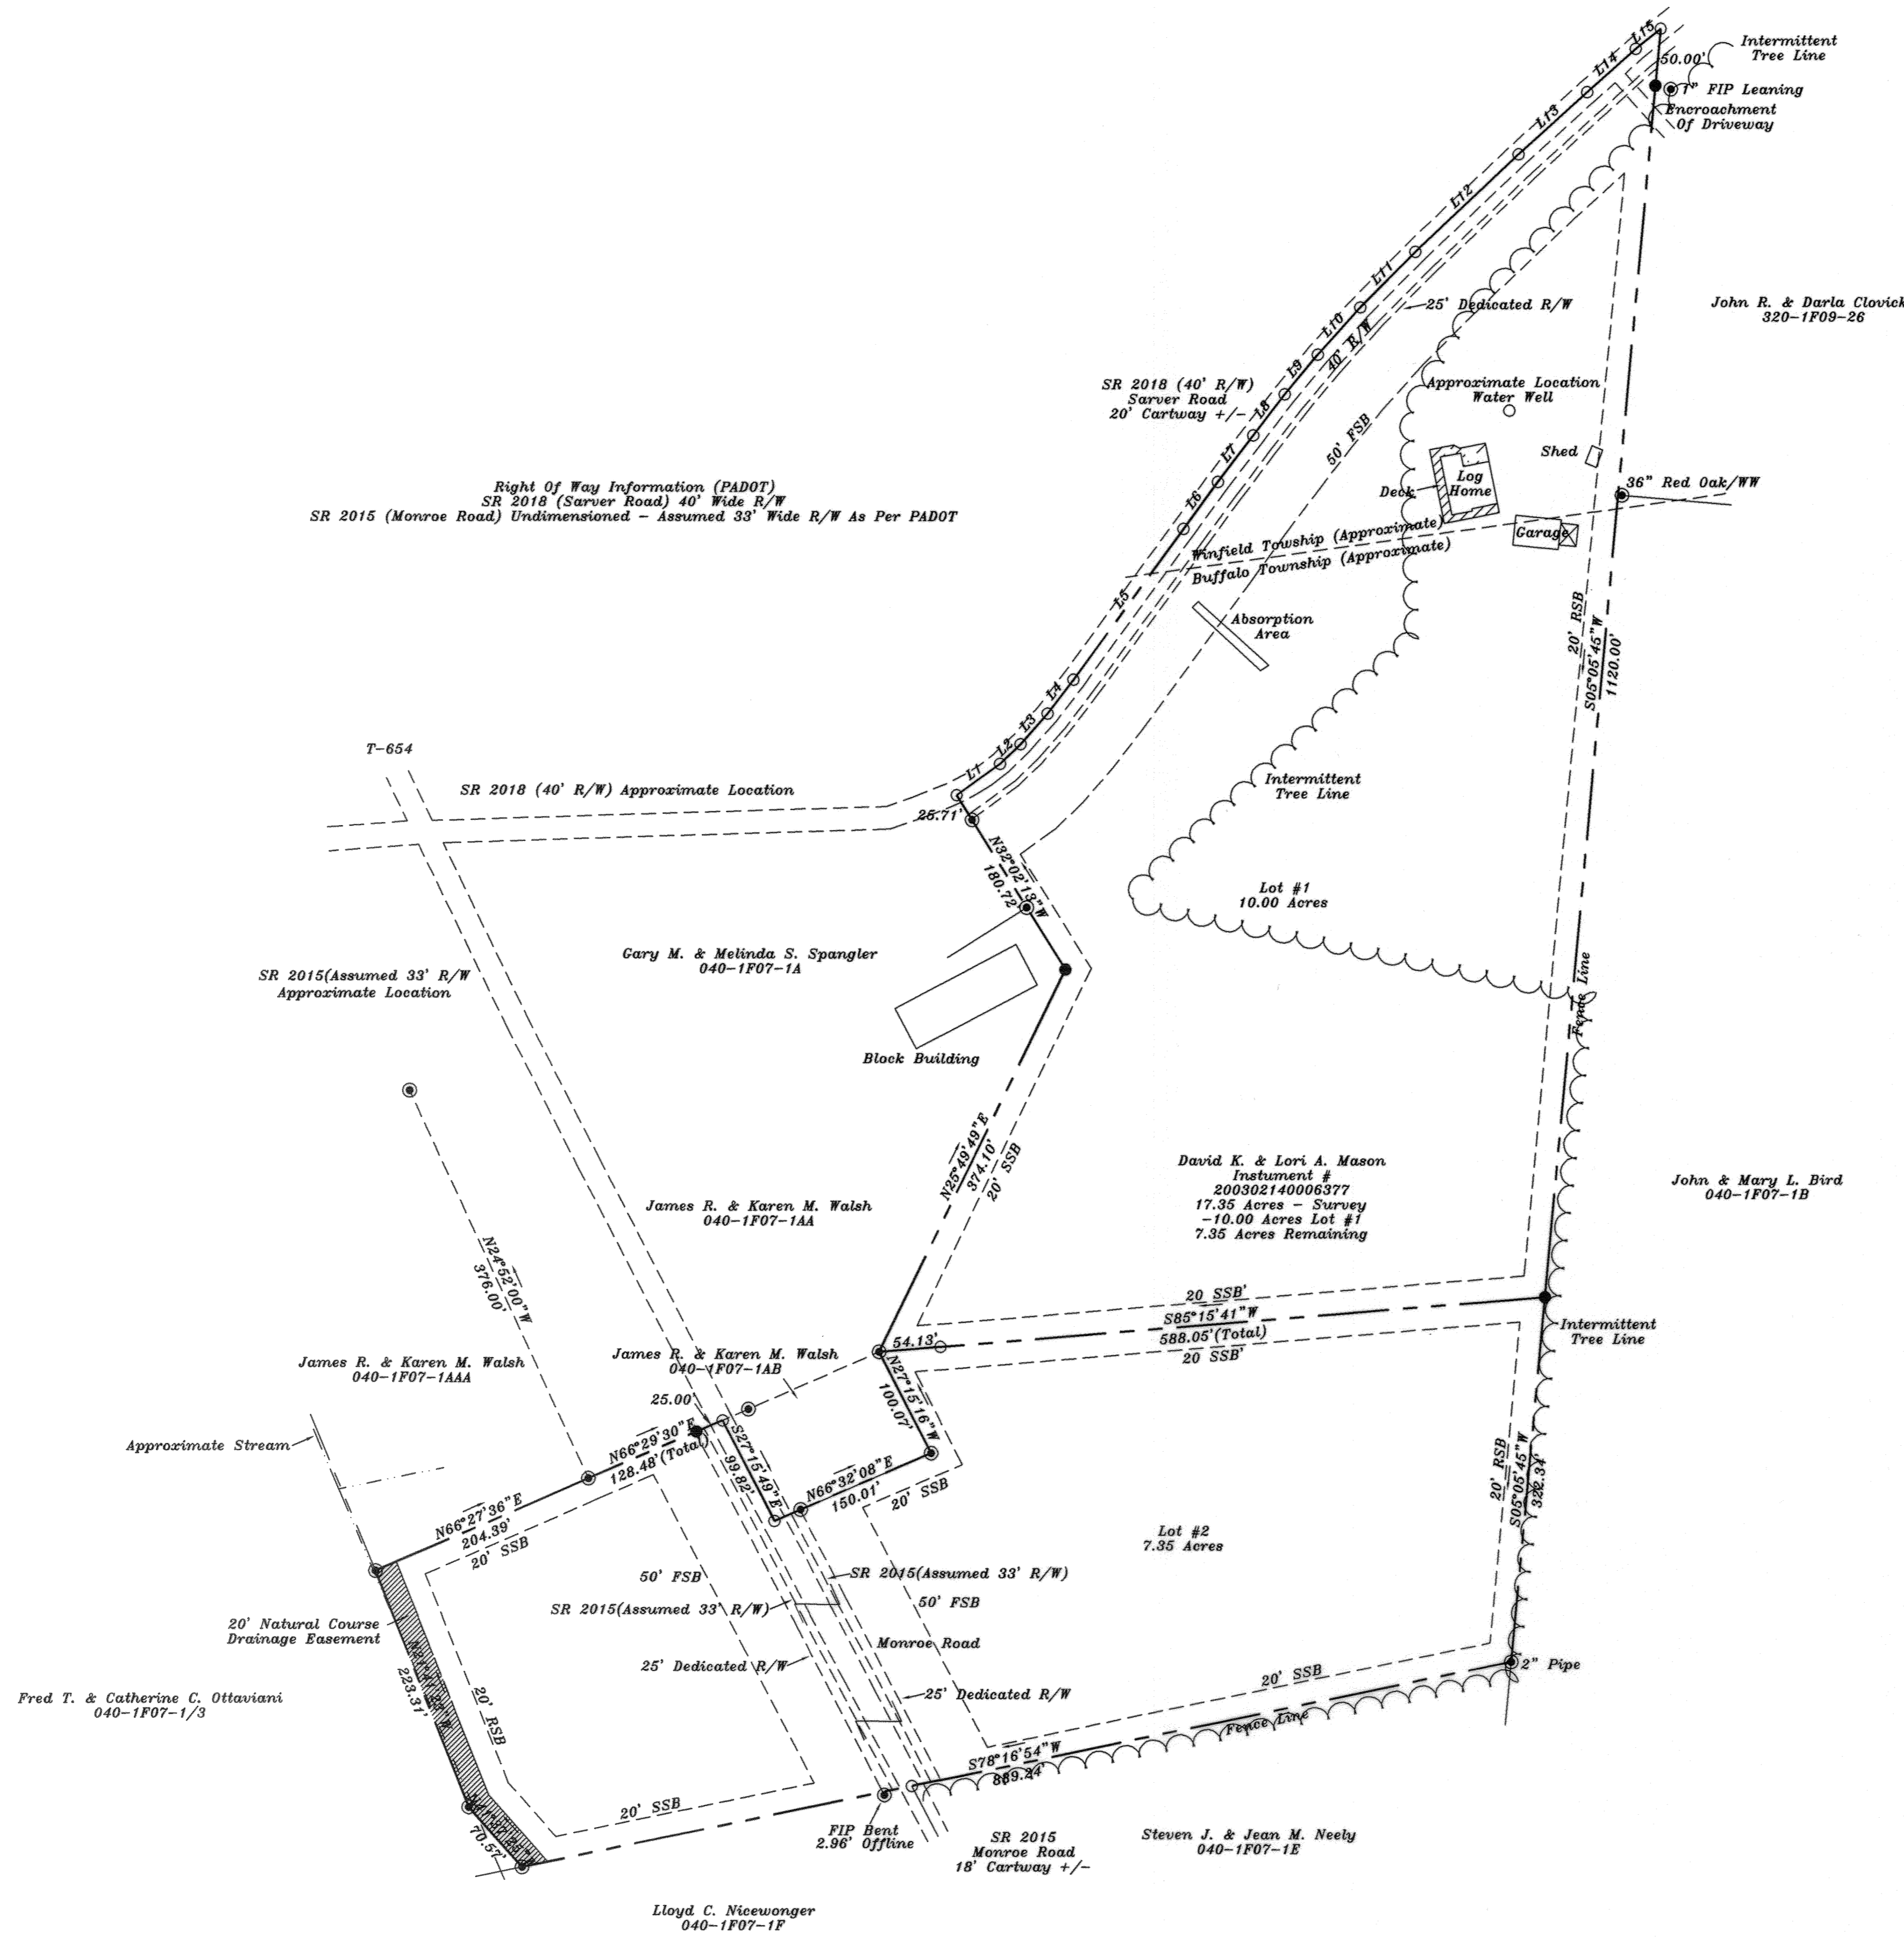 L15
50.00'
Intermittent
Tree Line
1" FIP Leaning
Encroachment
Of Driveway
L14
L13
L12
L11
L10
L9
L8
L7
L6
L5
L4
L3
L2
L1
25' Dedicated R/W
40' R/W
John R. & Darla Clovick
320-1F09-26
SR 2018 (40' R/W)
Sarver Road
20' Cartway +/-
Approximate Location
Water Well
50' FSB
Shed
Log
Home
Deck
36" Red Oak/WW
Garage
Right Of Way Information (PADOT)
SR 2018 (Sarver Road) 40' Wide R/W
SR 2015 (Monroe Road) Undimensioned - Assumed 33' Wide R/W As Per PADOT
Winfield Towship (Approximate)
Buffalo Township (Approximate)
Absorption
Area
20' RSB
S05°05'45"W
1120.00'
T-654
SR 2018 (40' R/W) Approximate Location
25.71'
N32°02'13"W
180.72'
Intermittent
Tree Line
Lot #1
10.00 Acres
Gary M. & Melinda S. Spangler
040-1F07-1A
SR 2015(Assumed 33' R/W
Approximate Location
Block Building
Fence Line
N25°49'49"E
374.10'
20' SSB
David K. & Lori A. Mason
Instument #
200302140006377
17.35 Acres - Survey
-10.00 Acres Lot #1
7.35 Acres Remaining
John & Mary L. Bird
040-1F07-1B
James R. & Karen M. Walsh
040-1F07-1AA
N24°52'00"W
376.00'
20 SSB'
S85°15'41"W
588.05'(Total)
20 SSB'
54.13'
Intermittent
Tree Line
James R. & Karen M. Walsh
040-1F07-1AAA
James R. & Karen M. Walsh
040-1F07-1AB
25.00'
N27°15'16"W
100.07'
Approximate Stream
N66°29'30"E
128.48'(Total)
S27°15'49"E
99.82'
N66°32'08"E
150.01'
20' SSB
N66°27'36"E
204.39'
20' SSB
20' RSB
S05°05'45"W
322.34'
Lot #2
7.35 Acres
50' FSB
SR 2015(Assumed 33' R/W)
SR 2015(Assumed 33' R/W)
50' FSB
20' Natural Course
Drainage Easement
Monroe Road
25' Dedicated R/W
25' Dedicated R/W
223.31'
20' RSB
20' SSB
2" Pipe
Fred T. & Catherine C. Ottaviani
040-1F07-1/3
Fence Line
S78°16'54"W
889.24'
20' SSB
70.57'
FIP Bent
2.96' Offline
SR 2015
Monroe Road
18' Cartway +/-
Steven J. & Jean M. Neely
040-1F07-1E
Lloyd C. Nicewonger
040-1F07-1F